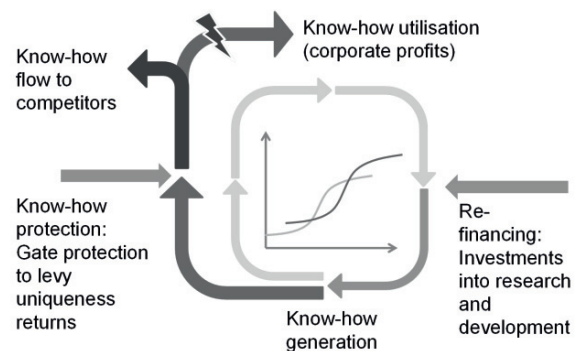 Know-how utilisation
(corporate profits)
Know-how
flow to
competitors
Know-how
protection:
Gate protection
to levy
uniqueness
returns
Re-
financing:
Investments
into research
and
development
Know-how
generation